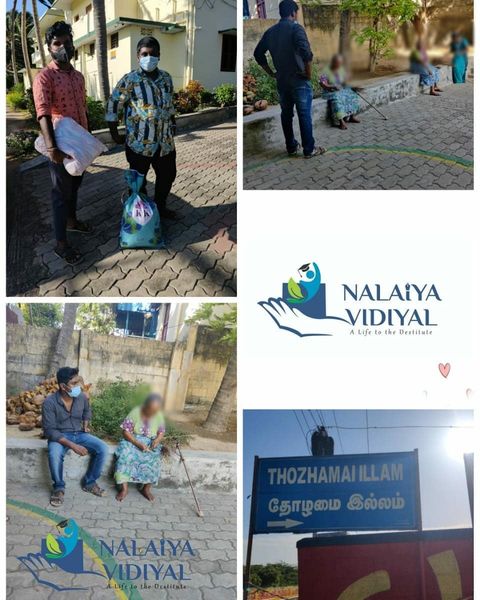 NALAiYA
VIDIYAL
A Life to the Destitute
THOZHAMAI ILLAM
தோழமை இல்லம்
NALAIYA
VIDIYAL
A Life to the Destitute